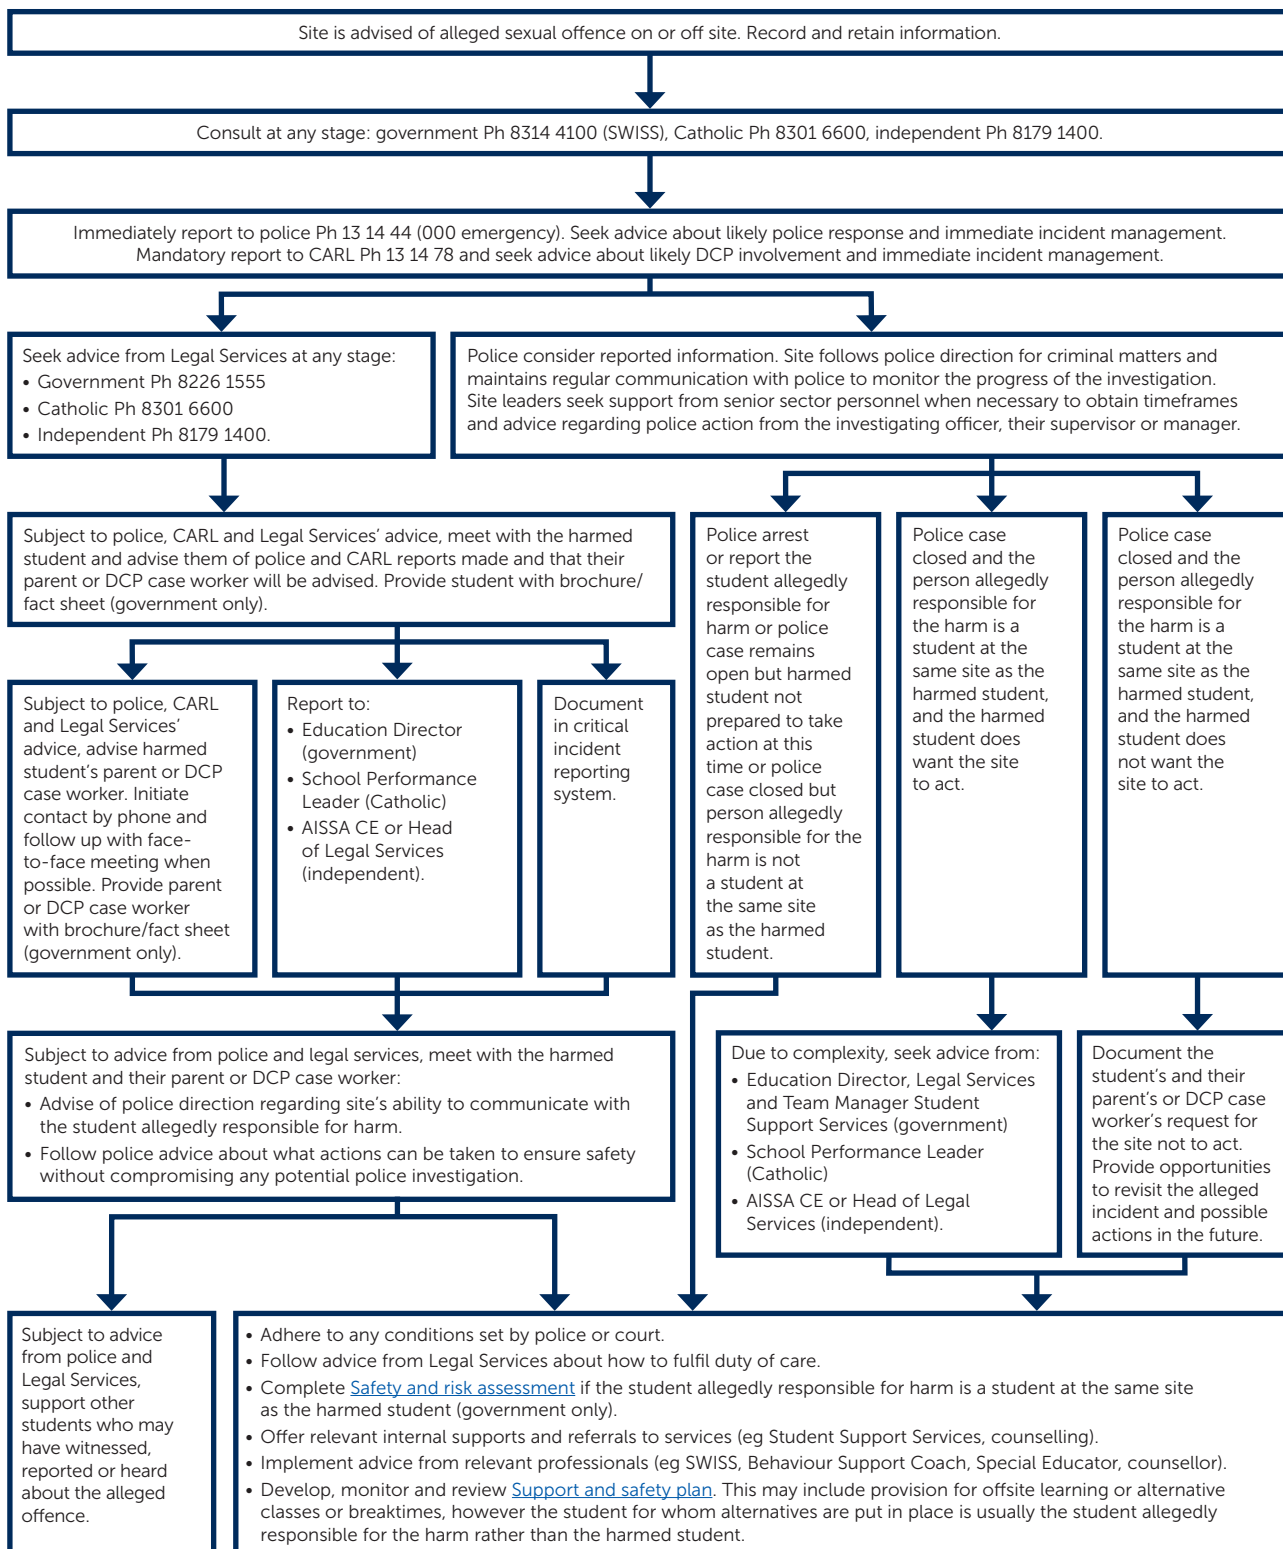 Site is advised of alleged sexual offence on or off site. Record and retain information.
Consult at any stage: government Ph 8314 4100 (SWISS), Catholic Ph 8301 6600, independent Ph 8179 1400.
Immediately report to police Ph 13 14 44 (000 emergency). Seek advice about likely police response and immediate incident management.
Mandatory report to CARL Ph 13 14 78 and seek advice about likely DCP involvement and immediate incident management.
Seek advice from Legal Services at any stage:
• Government Ph 8226 1555
• Catholic Ph 8301 6600
• Independent Ph 8179 1400.
Police consider reported information. Site follows police direction for criminal matters and
maintains regular communication with police to monitor the progress of the investigation.
Site leaders seek support from senior sector personnel when necessary to obtain timeframes
and advice regarding police action from the investigating officer, their supervisor or manager.
Subject to police, CARL and Legal Services' advice, meet with the harmed
student and advise them of police and CARL reports made and that their
parent or DCP case worker will be advised. Provide student with brochure/
fact sheet (government only).
Police arrest
or report the
student allegedly
responsible for
harm or police
case remains
open but harmed
student not
prepared to take
action at this
time or police
case closed but
person allegedly
responsible for the
harm is not
a student at
the same site
as the harmed
student.
Police case
closed and the
person allegedly
responsible for
the harm is a
student at the
same site as the
harmed student,
and the harmed
student does
want the site
to act.
Police case
closed and the
person allegedly
responsible for
the harm is a
student at the
same site as the
harmed student,
and the harmed
student does
not want the
site to act.
Subject to police, CARL
and Legal Services'
advice, advise harmed
student's parent or DCP
case worker. Initiate
contact by phone and
follow up with face-
to-face meeting when
possible. Provide parent
or DCP case worker
with brochure/fact sheet
(government only).
Report to:
• Education Director
(government)
• School Performance
Leader (Catholic)
• AISSA CE or Head
of Legal Services
(independent).
Document
in critical
incident
reporting
system.
Subject to advice from police and legal services, meet with the harmed
student and their parent or DCP case worker:
• Advise of police direction regarding site's ability to communicate with
the student allegedly responsible for harm.
• Follow police advice about what actions can be taken to ensure safety
without compromising any potential police investigation.
Due to complexity, seek advice from:
• Education Director, Legal Services
and Team Manager Student
Support Services (government)
• School Performance Leader
(Catholic)
• AISSA CE or Head of Legal
Services (independent).
Document the
student's and their
parent's or DCP case
worker's request for
the site not to act.
Provide opportunities
to revisit the alleged
incident and possible
actions in the future.
Subject to advice
from police and
Legal Services,
support other
students who may
have witnessed,
reported or heard
about the alleged
offence.
• Adhere to any conditions set by police or court.
• Follow advice from Legal Services about how to fulfil duty of care.
• Complete Safety and risk assessment if the student allegedly responsible for harm is a student at the same site
as the harmed student (government only).
• Offer relevant internal supports and referrals to services (eg Student Support Services, counselling).
• Implement advice from relevant professionals (eg SWISS, Behaviour Support Coach, Special Educator, counsellor).
• Develop, monitor and review Support and safety plan. This may include provision for offsite learning or alternative
classes or breaktimes, however the student for whom alternatives are put in place is usually the student allegedly
responsible for the harm rather than the harmed student.